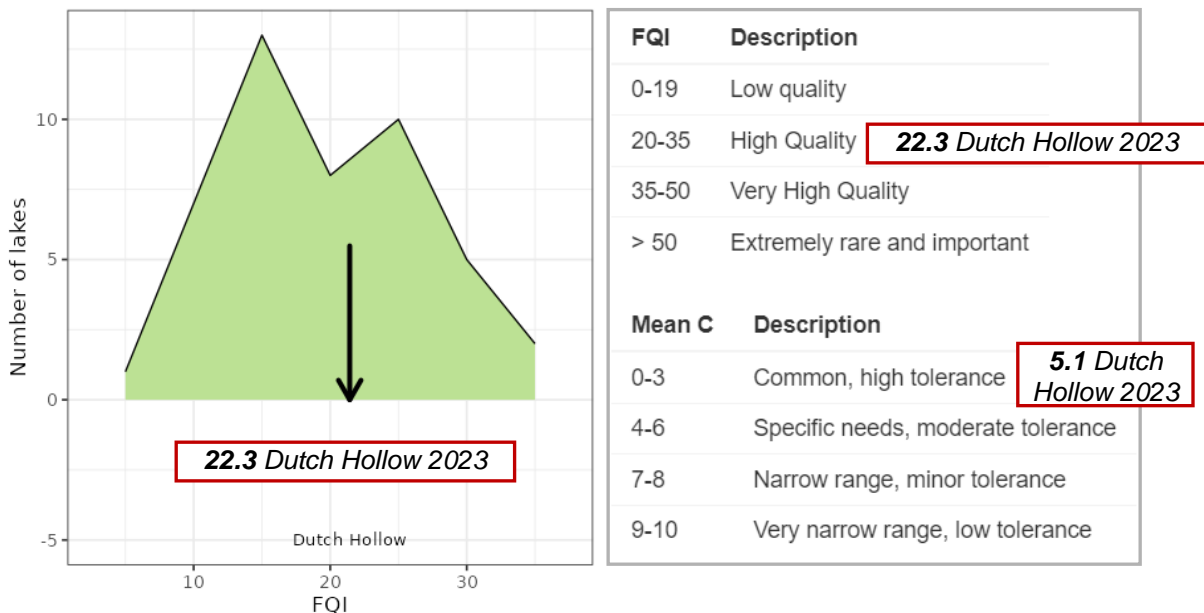 10
5
0
-5
Number of lakes
22.3 Dutch Hollow 2023
Dutch Hollow
10 20 30
FQI
FQI Description
0-19 Low quality
20-35 High Quality
22.3 Dutch Hollow 2023
35-50 Very High Quality
> 50 Extremely rare and important
Mean C Description
0-3 Common, high tolerance
5.1 Dutch
Hollow 2023
4-6 Specific needs, moderate tolerance
7-8 Narrow range, minor tolerance
9-10 Very narrow range, low tolerance